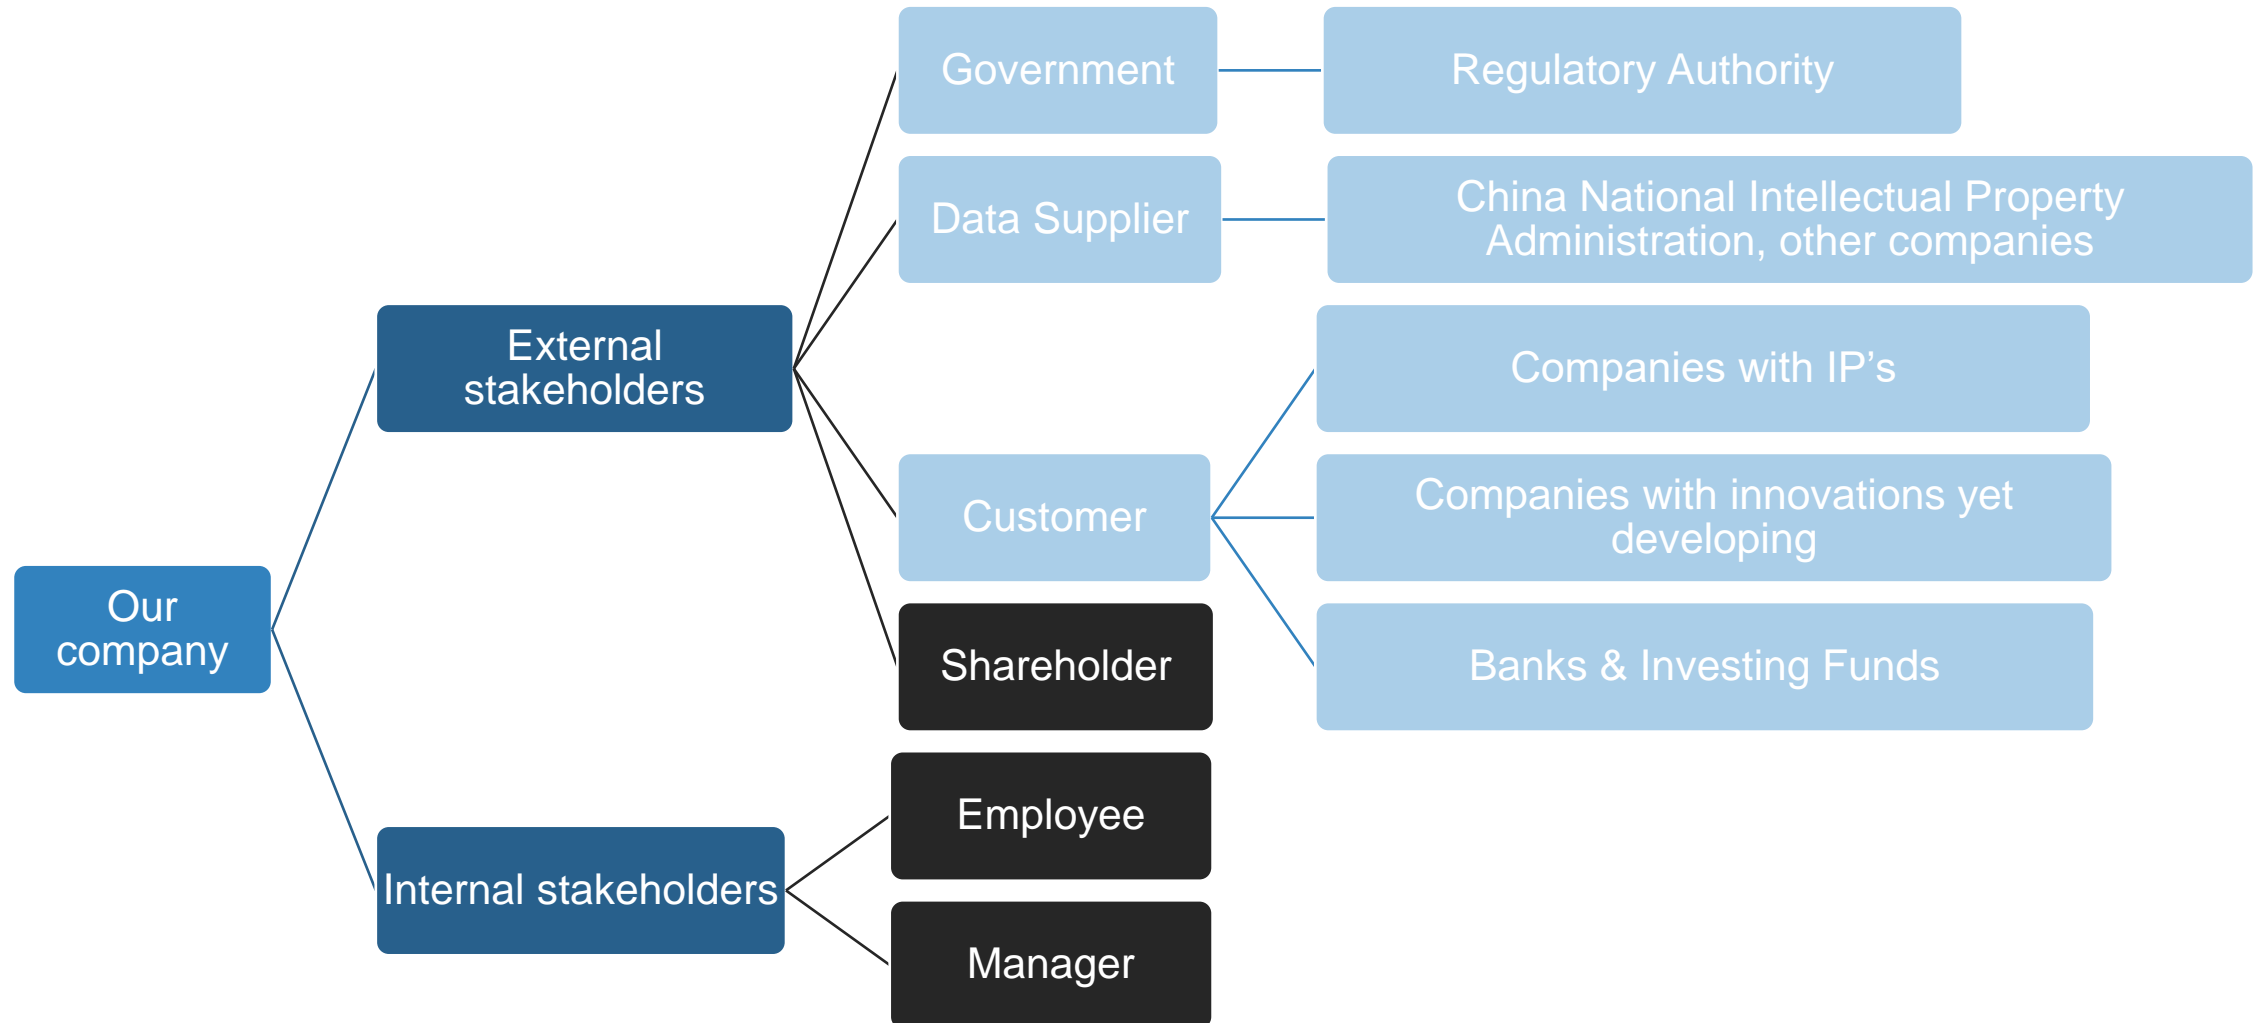 Government
Regulatory Authority
Data Supplier
China National Intellectual Property
Administration, other companies
External
stakeholders
Companies with IP’s
Customer
Companies with innovations yet
developing
Our
company
Shareholder
Banks & Investing Funds
Employee
Internal stakeholders
Manager